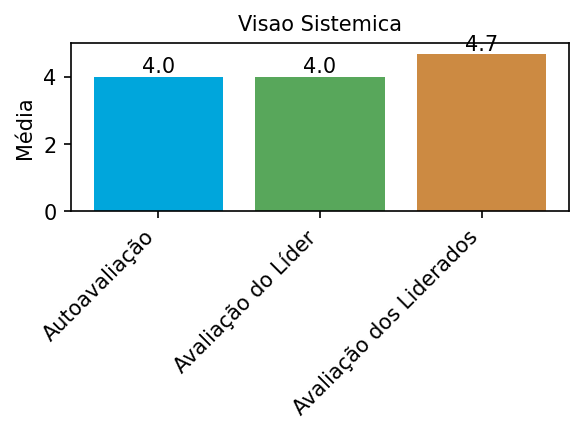 Visao Sistemica
4.0
4.0
4.7
Média
4
2
0
Autoavaliação
Avaliação do Líder
Avaliação dos Liderados